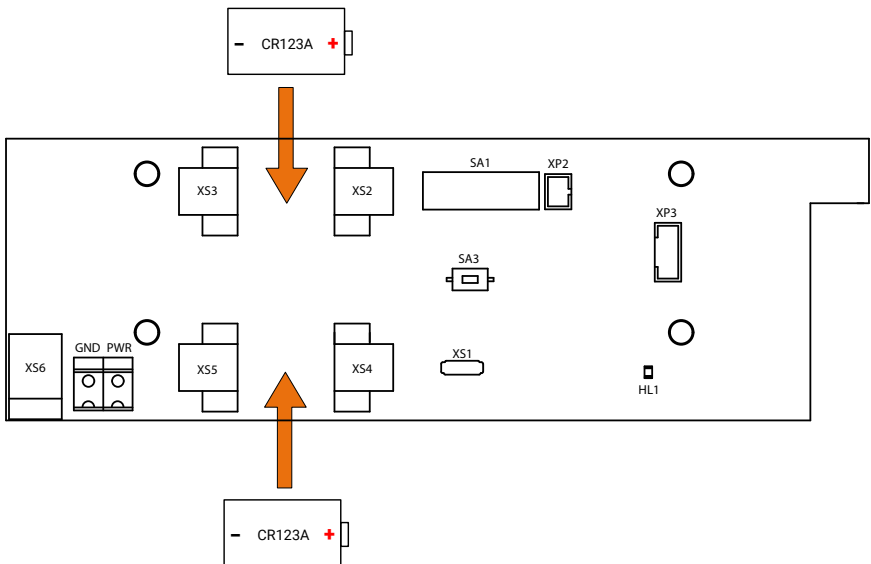 - CR123A +
SA1
XP2
XS3
XS2
XP3
SA3
GND PWR
XS6
XS5
XS4
XS1
HL1
- CR123A +